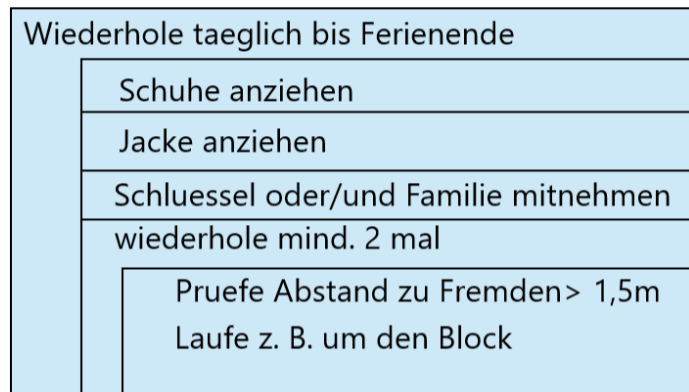 Wiederhole taeglich bis Ferienende
Schuhe anziehen
Jacke anziehen
Schluessel oder/und Familie mitnehmen
wiederhole mind. 2 mal
Pruefe Abstand zu Fremden> 1,5m
Laufe z. B. um den Block